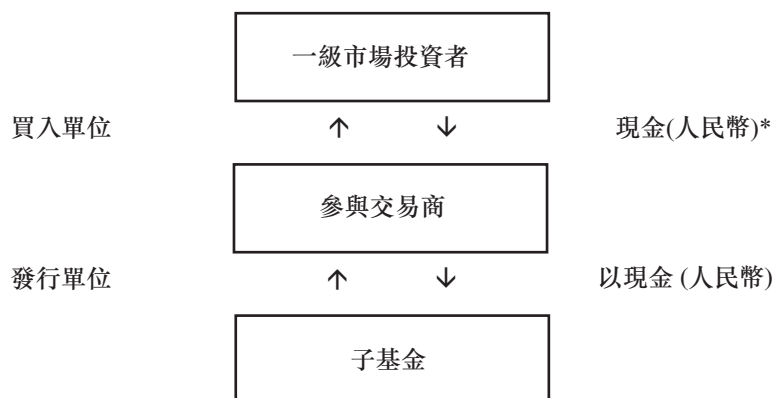 一級市場投資者
買入單位 ↑ ↓ 現金(人民幣)*
參與交易商
發行單位 ↑ ↓ 以現金 (人民幣)
子基金